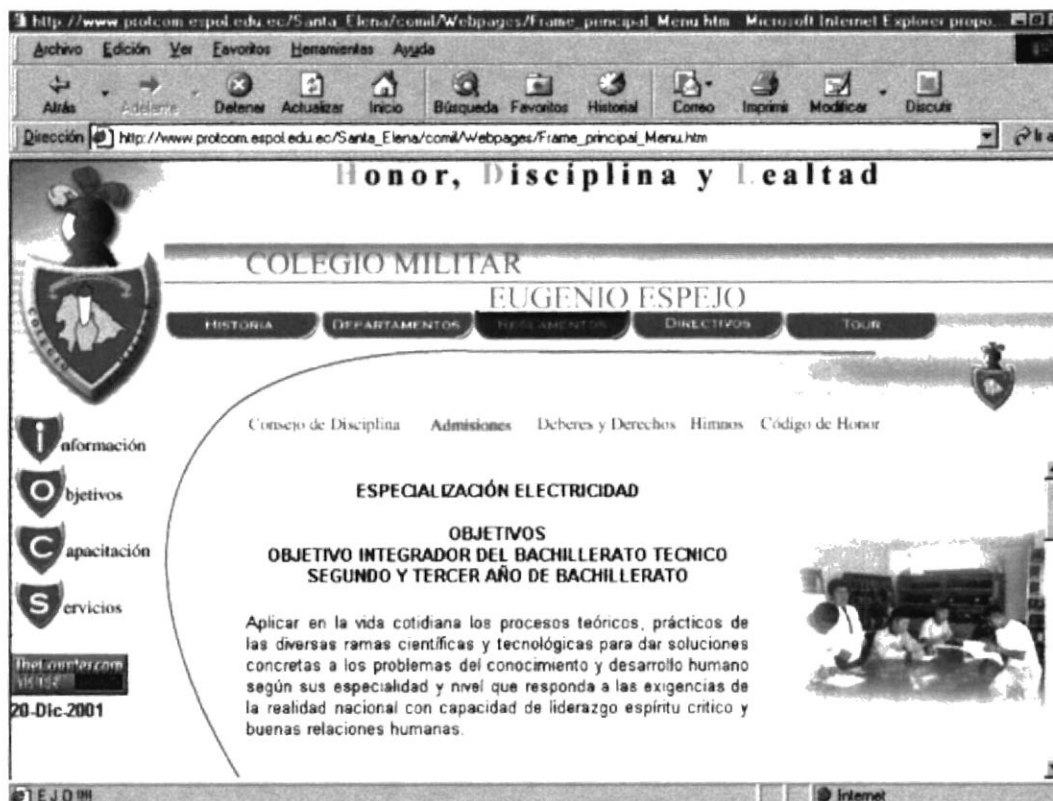 http://www.protcom.espol.edu.ec/Santa_Elena/comil/Webpages/Frame_principal_Menu.htm - Microsoft Internet Explorer propo...
Archivo Edición Ver Favoritos Herramientas Ayuda
Atrás Adelante Detener Actualizar Inicio Búsqueda Favoritos Historial Correo Imprimir Modificar Discutir
Dirección http://www.protcom.espol.edu.ec/Santa_Elena/comil/Webpages/Frame_principal_Menu.htm Ir a
Honor, Disciplina y Lealtad
COLEGIO MILITAR
EUGENIO ESPEJO
HISTORIA DEPARTAMENTOS REGLAMENTOS DIRECTIVOS TOUR
COLEGIO
Consejo de Disciplina Admisiones Deberes y Derechos Himnos Código de Honor
Información
Objetivos
Capacitación
Servicios
TheCounter.com
20-Dic-2001
ESPECIALIZACIÓN ELECTRICIDAD
OBJETIVOS
OBJETIVO INTEGRADOR DEL BACHILLERATO TECNICO
SEGUNDO Y TERCER AÑO DE BACHILLERATO
Aplicar en la vida cotidiana los procesos teóricos, prácticos de
las diversas ramas científicas y tecnológicas para dar soluciones
concretas a los problemas del conocimiento y desarrollo humano
según sus especialidad y nivel que responda a las exigencias de
la realidad nacional con capacidad de liderazgo espíritu critico y
buenas relaciones humanas.
E J O !!!!
Internet